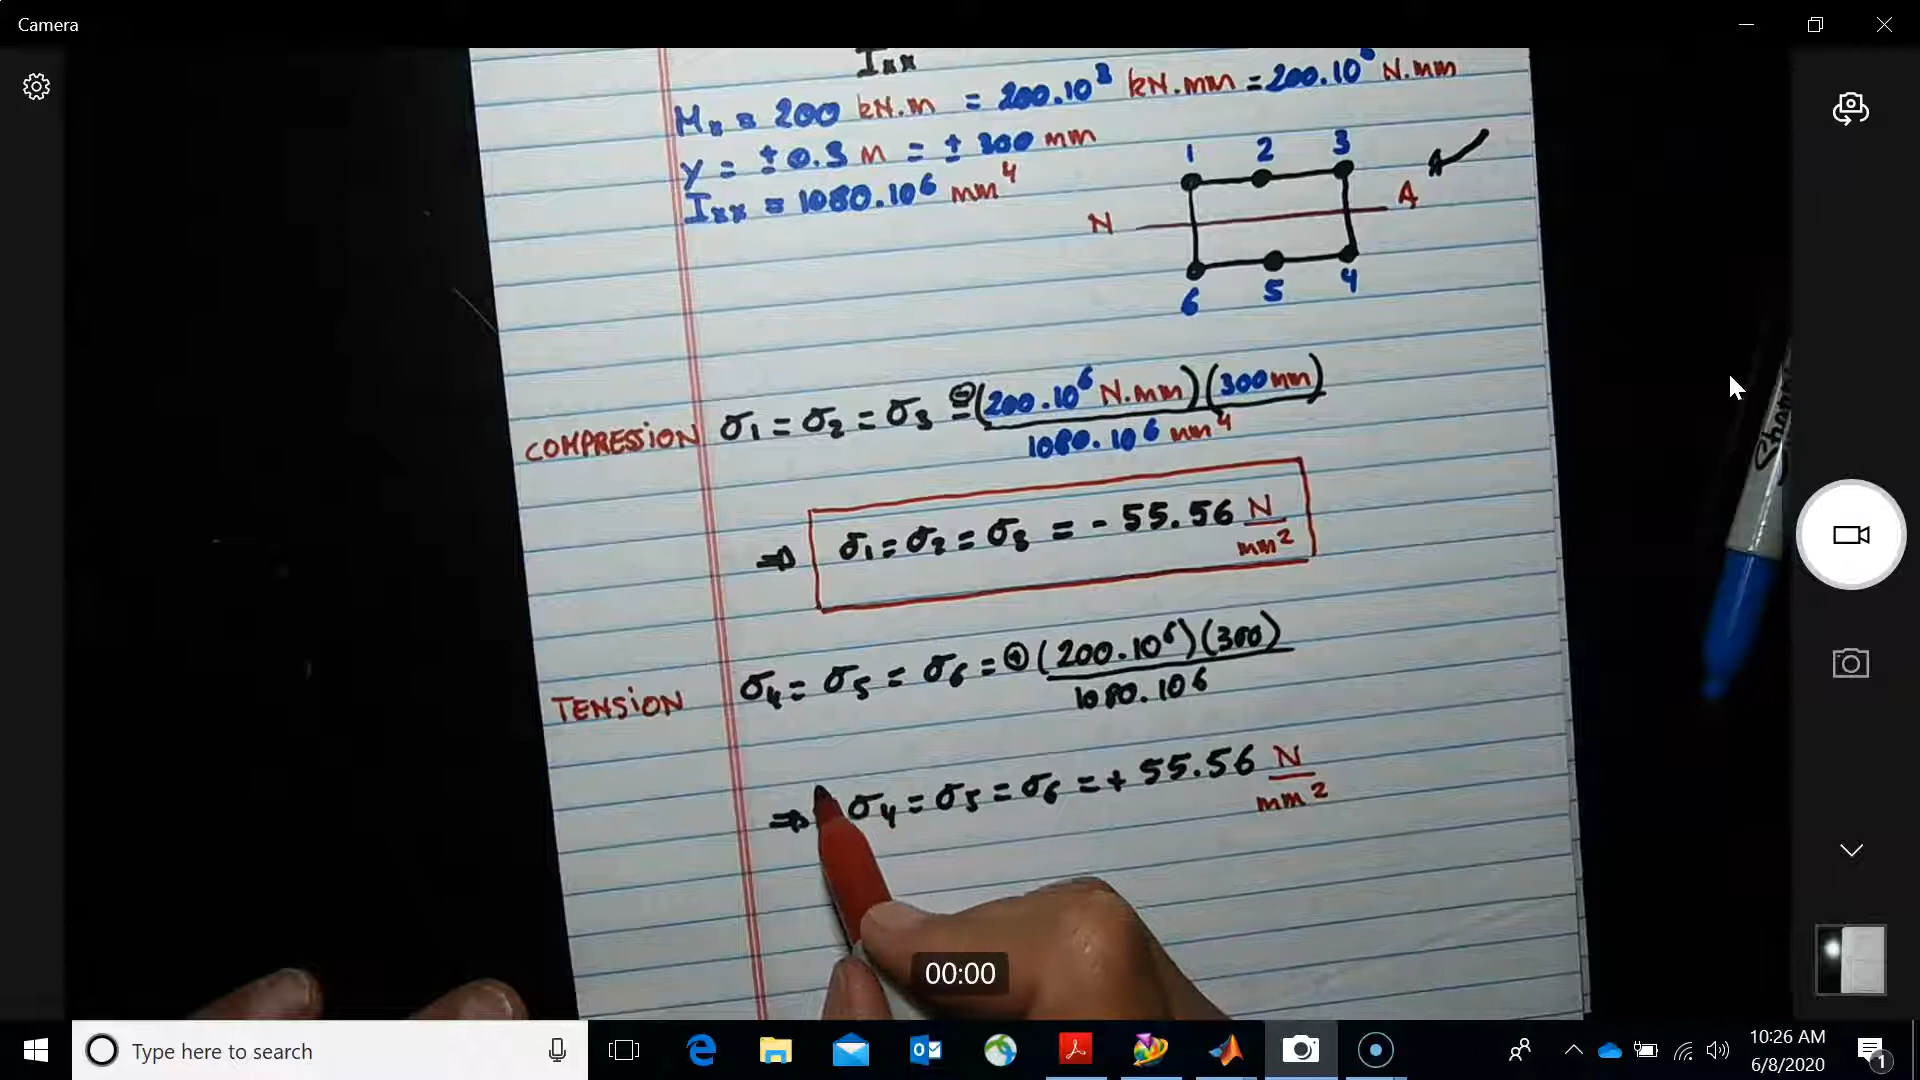 Camera
Ixx
Mx = 200 kN.m = 200.10³ kN.mm = 200.10⁶ N.mm
y = ± 0.3 m = ± 300 mm
Ixx = 1080.10⁶ mm⁴
1 2 3
N A
6 5 4
COMPRESSION σ1 = σ2 = σ3 = ⊖ (200.10⁶ N.mm)(300mm)
1080.10⁶ mm⁴
⇒ σ1 = σ2 = σ3 = - 55.56 N
mm²
TENSION σ4 = σ5 = σ6 = ⊕ (200.10⁶)(300)
1080.106
⇒ σ4 = σ5 = σ6 = + 55.56 N
mm²
Sharp
00:00
Type here to search
10:26 AM
6/8/2020
1